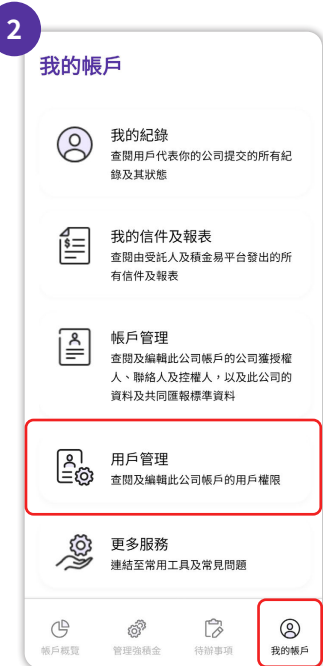 2
我的帳戶
我的紀錄
查閱用戶代表你的公司提交的所有紀
錄及其狀態
我的信件及報表
查閱由受託人及積金易平台發出的所
有信件及報表
帳戶管理
查閱及編輯此公司帳戶的公司獲授權
人、聯絡人及控權人，以及此公司的
資料及共同匯報標準資料
用戶管理
查閱及編輯此公司帳戶的用戶權限
更多服務
連結至常用工具及常見問題
帳戶概覽 管理強積金 待辦事項 我的帳戶